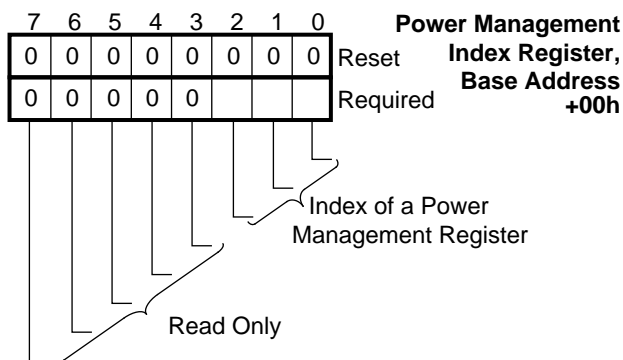 7 6 5 4 3 2 1 0
Power Management
Index Register,
Base Address
+00h
0 0 0 0 0 0 0 0 Reset
0 0 0 0 0 Required
Index of a Power
Management Register
Read Only